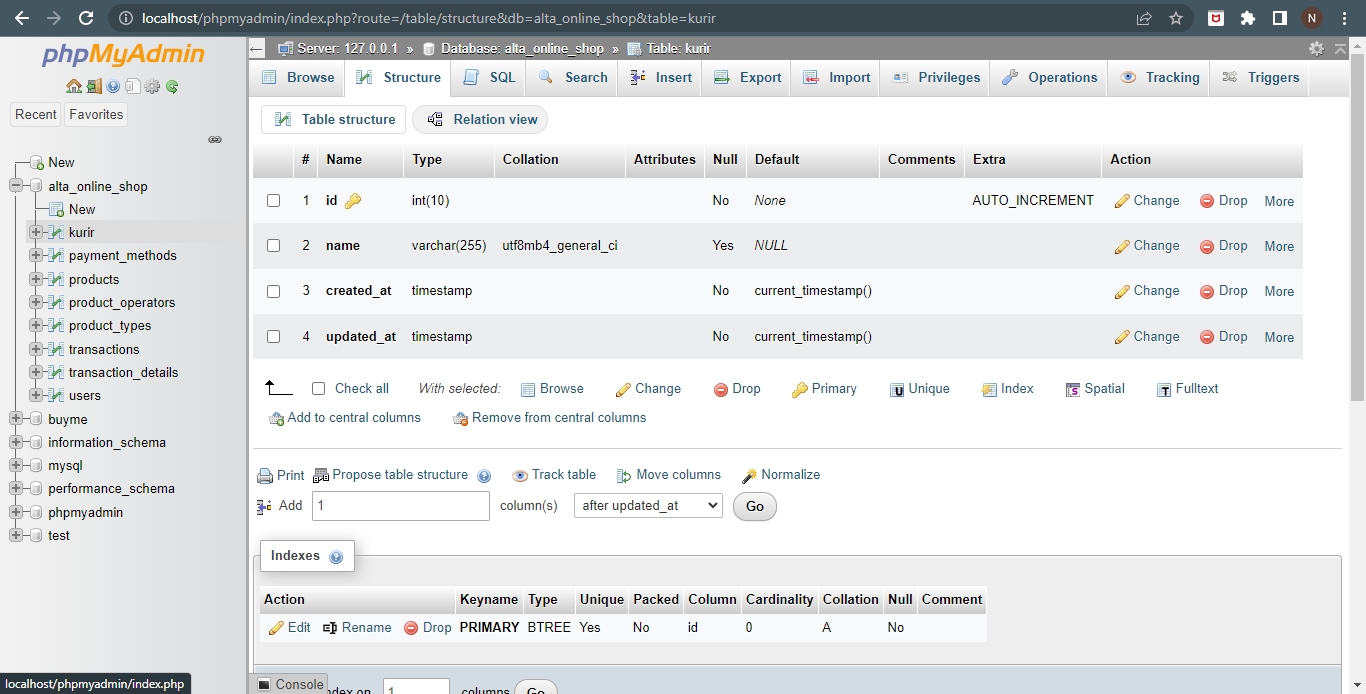 localhost/phpmyadmin/index.php?route=/table/structure&db=alta_online_shop&table=kurir
N
phpMyAdmin
Recent Favorites
New
alta_online_shop
New
kurir
payment_methods
products
product_operators
product_types
transactions
transaction_details
users
buyme
information_schema
mysql
performance_schema
phpmyadmin
test
localhost/phpmyadmin/index.php
Server: 127.0.0.1 » Database: alta_online_shop » Table: kurir
Browse Structure SQL Search Insert Export Import Privileges Operations Tracking Triggers
Table structure Relation view
# Name Type Collation Attributes Null Default Comments Extra Action
1 id int(10) No None AUTO_INCREMENT Change Drop More
2 name varchar(255) utf8mb4_general_ci Yes NULL Change Drop More
3 created_at timestamp No current_timestamp() Change Drop More
4 updated_at timestamp No current_timestamp() Change Drop More
Check all With selected: Browse Change Drop Primary Unique Index Spatial Fulltext
Add to central columns Remove from central columns
Print Propose table structure Track table Move columns Normalize
Add 1 column(s) after updated_at Go
Indexes
Action Keyname Type Unique Packed Column Cardinality Collation Null Comment
Edit Rename Drop PRIMARY BTREE Yes No id 0 A No
Console
index on 1 columns Go